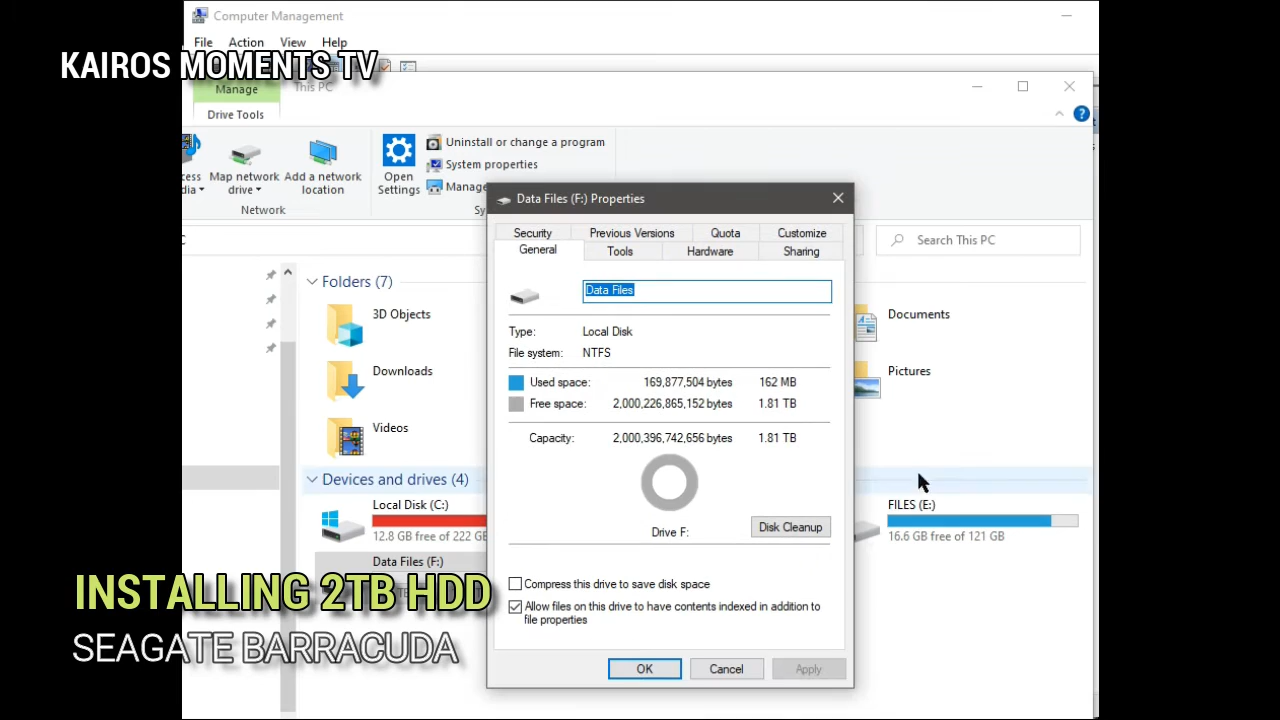 Computer Management
File Action View Help
KAIROS MOMENTS TV
Manage This PC
Drive Tools
Map network drive
Add a network location
Open Settings
Uninstall or change a program
System properties
Manage
Network
Search This PC
Data Files (F:) Properties
Security Previous Versions Quota Customize
General Tools Hardware Sharing
Data Files
Type: Local Disk
File system: NTFS
Used space: 169,877,504 bytes 162 MB
Free space: 2,000,226,865,152 bytes 1.81 TB
Capacity: 2,000,396,742,656 bytes 1.81 TB
Drive F:
Disk Cleanup
Compress this drive to save disk space
Allow files on this drive to have contents indexed in addition to
file properties
OK Cancel Apply
Folders (7)
3D Objects
Documents
Downloads
Pictures
Videos
Devices and drives (4)
Local Disk (C:)
12.8 GB free of 222 GB
FILES (E:)
16.6 GB free of 121 GB
Data Files (F:)
INSTALLING 2TB HDD
SEAGATE BARRACUDA